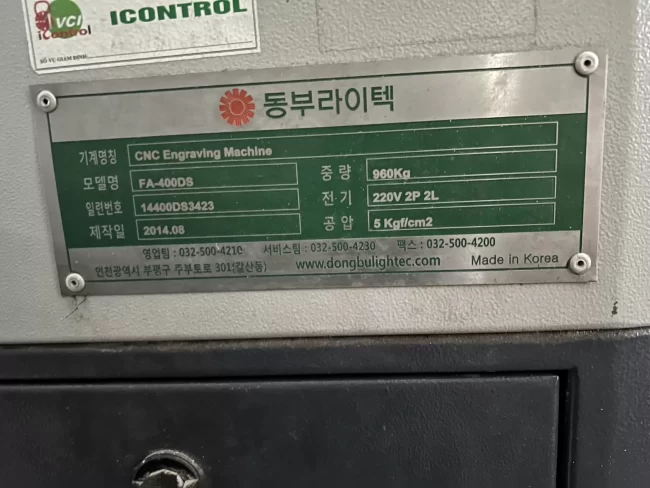 VCI
iControl
ICONTROL
SỐ VỤ GIÁM ĐỊNH:
동부라이텍
기계명칭 CNC Engraving Machine
모델명 FA-400DS
중 량 960Kg
일련번호 14400DS3423
전 기 220V 2P 2L
제작일 2014.08
공 압 5 Kgf/cm2
영업팀 : 032-500-4210 서비스팀 : 032-500-4230 팩스 : 032-500-4200
인천광역시 부평구 주부토로 301(갈산동) www.dongbulightec.com Made in Korea